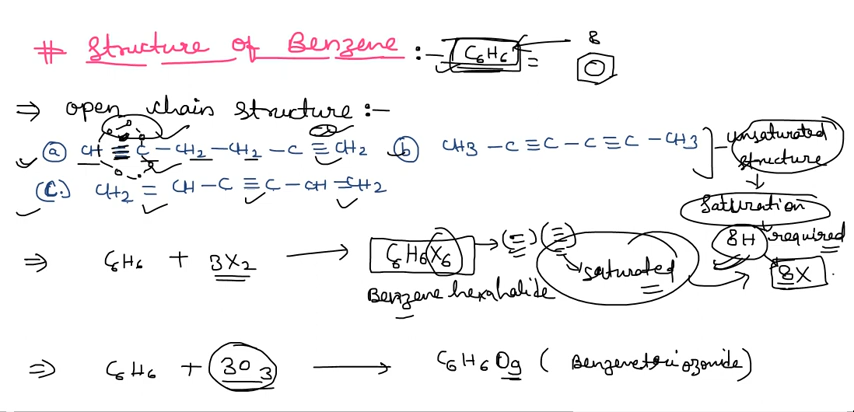 # Structure of Benzene :- C6H6 = 8
⇒ open chain structure :-
(a) CH ≡ C - CH2 - CH2 - C ≡ CH2 (b) CH3 - C ≡ C - C ≡ C - CH3 ] - unsaturated structure
(C.) CH2 = CH - C ≡ C - CH = CH2
↓
Saturation
8H required
⇒ C6H6 + 3X2 → C6H6X6 → (≡) (≡) saturated 8X
Benzene hexahalide
⇒ C6H6 + 3O3 → C6H6O9 ( Benzenetriozonide)